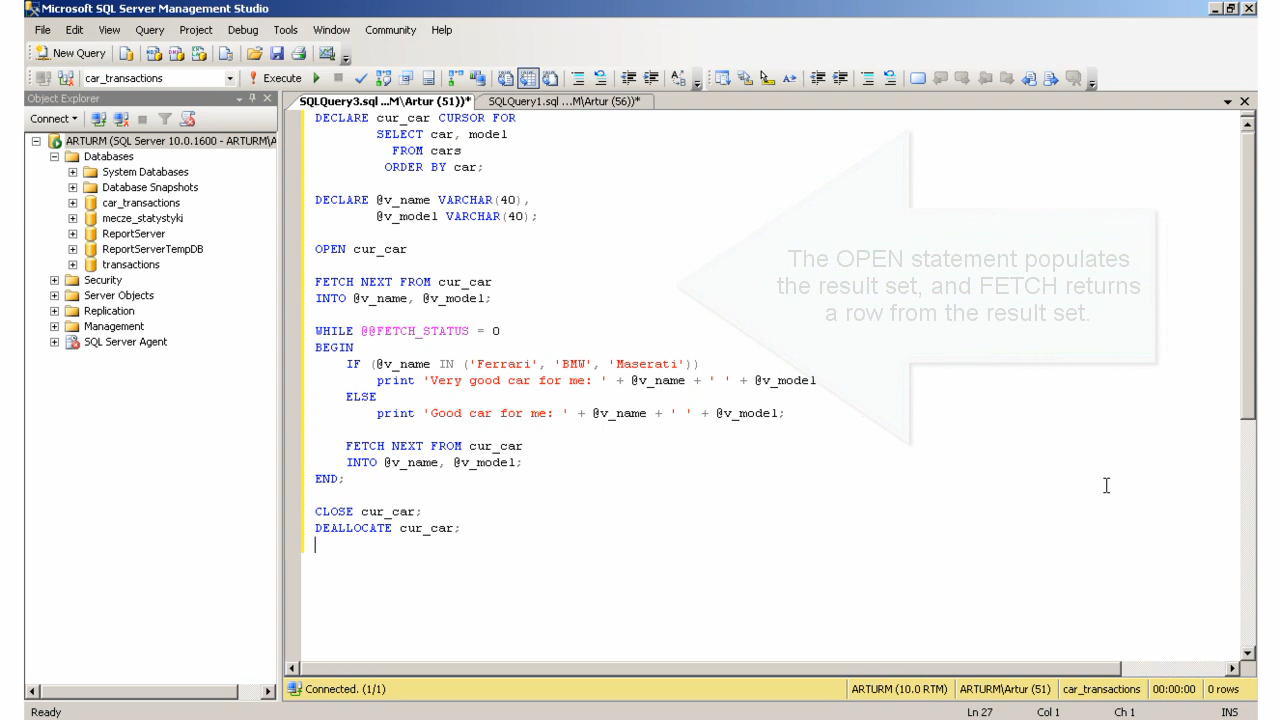 Microsoft SQL Server Management Studio
File Edit View Query Project Debug Tools Window Community Help
New Query
car_transactions Execute
Object Explorer
SQLQuery3.sql ...M\Artur (51))* SQLQuery1.sql ...M\Artur (56))*
Connect
ARTURM (SQL Server 10.0.1600 - ARTURM\A
Databases
System Databases
Database Snapshots
car_transactions
mecze_statystyki
ReportServer
ReportServerTempDB
transactions
Security
Server Objects
Replication
Management
SQL Server Agent
DECLARE cur_car CURSOR FOR
SELECT car, model
FROM cars
ORDER BY car;
DECLARE @v_name VARCHAR(40),
@v_model VARCHAR(40);
OPEN cur_car
FETCH NEXT FROM cur_car
INTO @v_name, @v_model;
WHILE @@FETCH_STATUS = 0
BEGIN
IF (@v_name IN ('Ferrari', 'BMW', 'Maserati'))
print 'Very good car for me: ' + @v_name + ' ' + @v_model
ELSE
print 'Good car for me: ' + @v_name + ' ' + @v_model;
FETCH NEXT FROM cur_car
INTO @v_name, @v_model;
END;
CLOSE cur_car;
DEALLOCATE cur_car;
The OPEN statement populates
the result set, and FETCH returns
a row from the result set.
Connected. (1/1) ARTURM (10.0 RTM) ARTURM\Artur (51) car_transactions 00:00:00 0 rows
Ready Ln 27 Col 1 Ch 1 INS